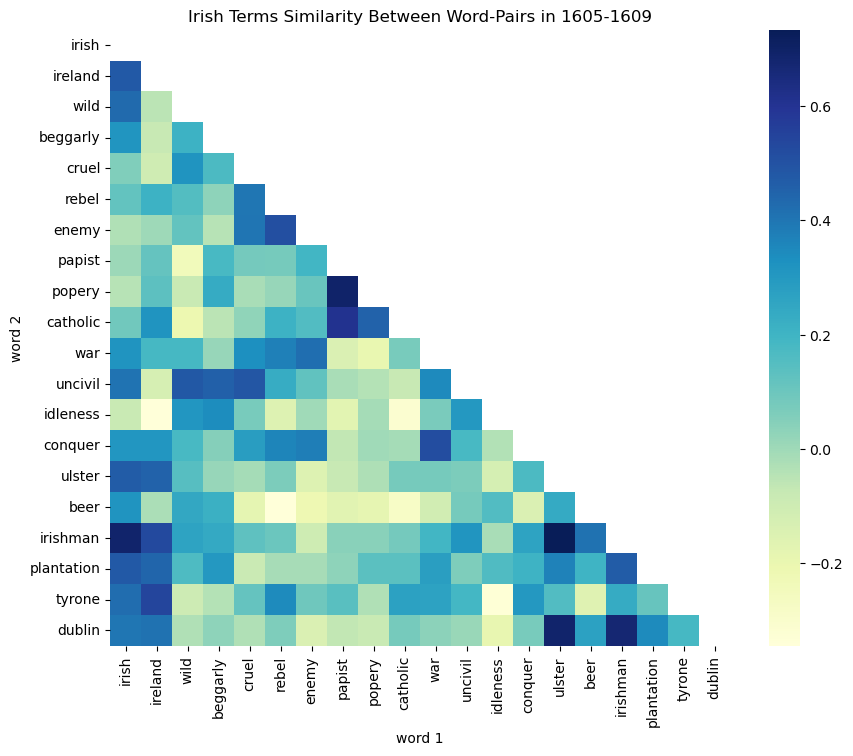 Irish Terms Similarity Between Word-Pairs in 1605-1609
irish
ireland
wild
beggarly
cruel
rebel
enemy
papist
popery
catholic
war
uncivil
idleness
conquer
ulster
beer
irishman
plantation
tyrone
dublin
word 2
irish
ireland
wild
beggarly
cruel
rebel
enemy
papist
popery
catholic
war
uncivil
idleness
conquer
ulster
beer
irishman
plantation
tyrone
dublin
word 1
0.6
0.4
0.2
0.0
−0.2